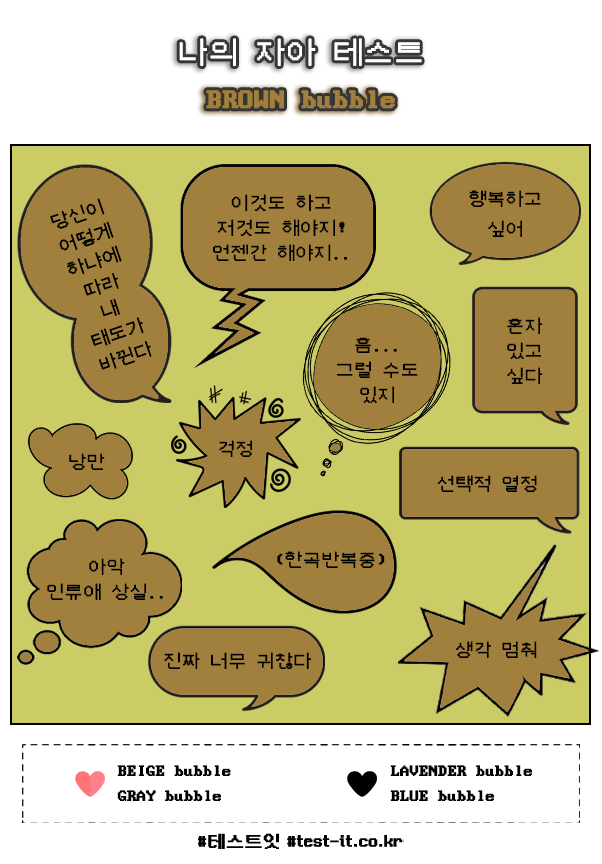 나의 자아 테스트
BROWN bubble
당신이
어떻게
하냐에
따라
내
태도가
바뀐다
이것도 하고
저것도 해야지!
언젠간 해야지..
행복하고
싶어
흠...
그럴 수도
있지
혼자
있고
싶다
낭만
걱정
선택적 열정
아악
인류애 상실..
(한곡반복중)
진짜 너무 귀찮다
생각 멈춰
BEIGE bubble
GRAY bubble
LAVENDER bubble
BLUE bubble
#테스트잇 #test-it.co.kr